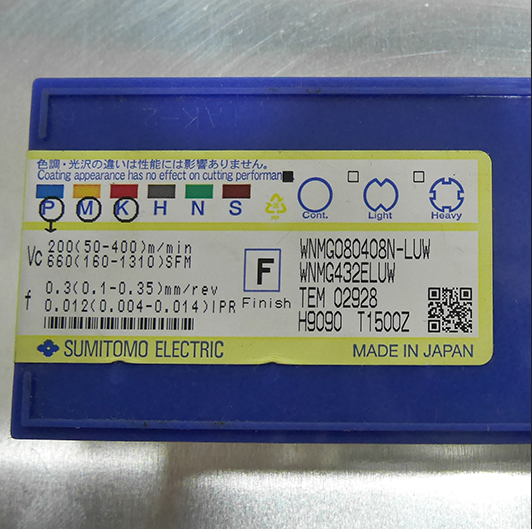 色調・光沢の違いは性能には影響ありません。
Coating appearance has no effect on cutting performan
P M K H N S
PP
Cont. Light Heavy
Vc 200(50-400)m/min
660(160-1310)SFM
f 0.3(0.1-0.35)mm/rev
0.012(0.004-0.014)IPR
F
Finish
WNMG080408N-LUW
WNMG432ELUW
TEM 02928
H9090 T1500Z
SUMITOMO ELECTRIC
MADE IN JAPAN